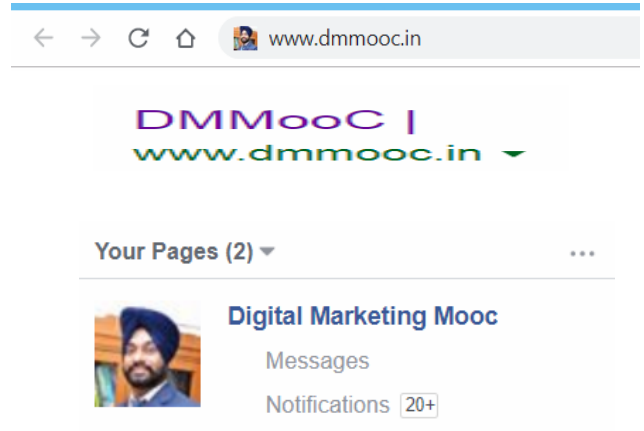 www.dmmooc.in
DMMooC |
www.dmmooc.in
Your Pages (2)
Digital Marketing Mooc
Messages
Notifications 20+